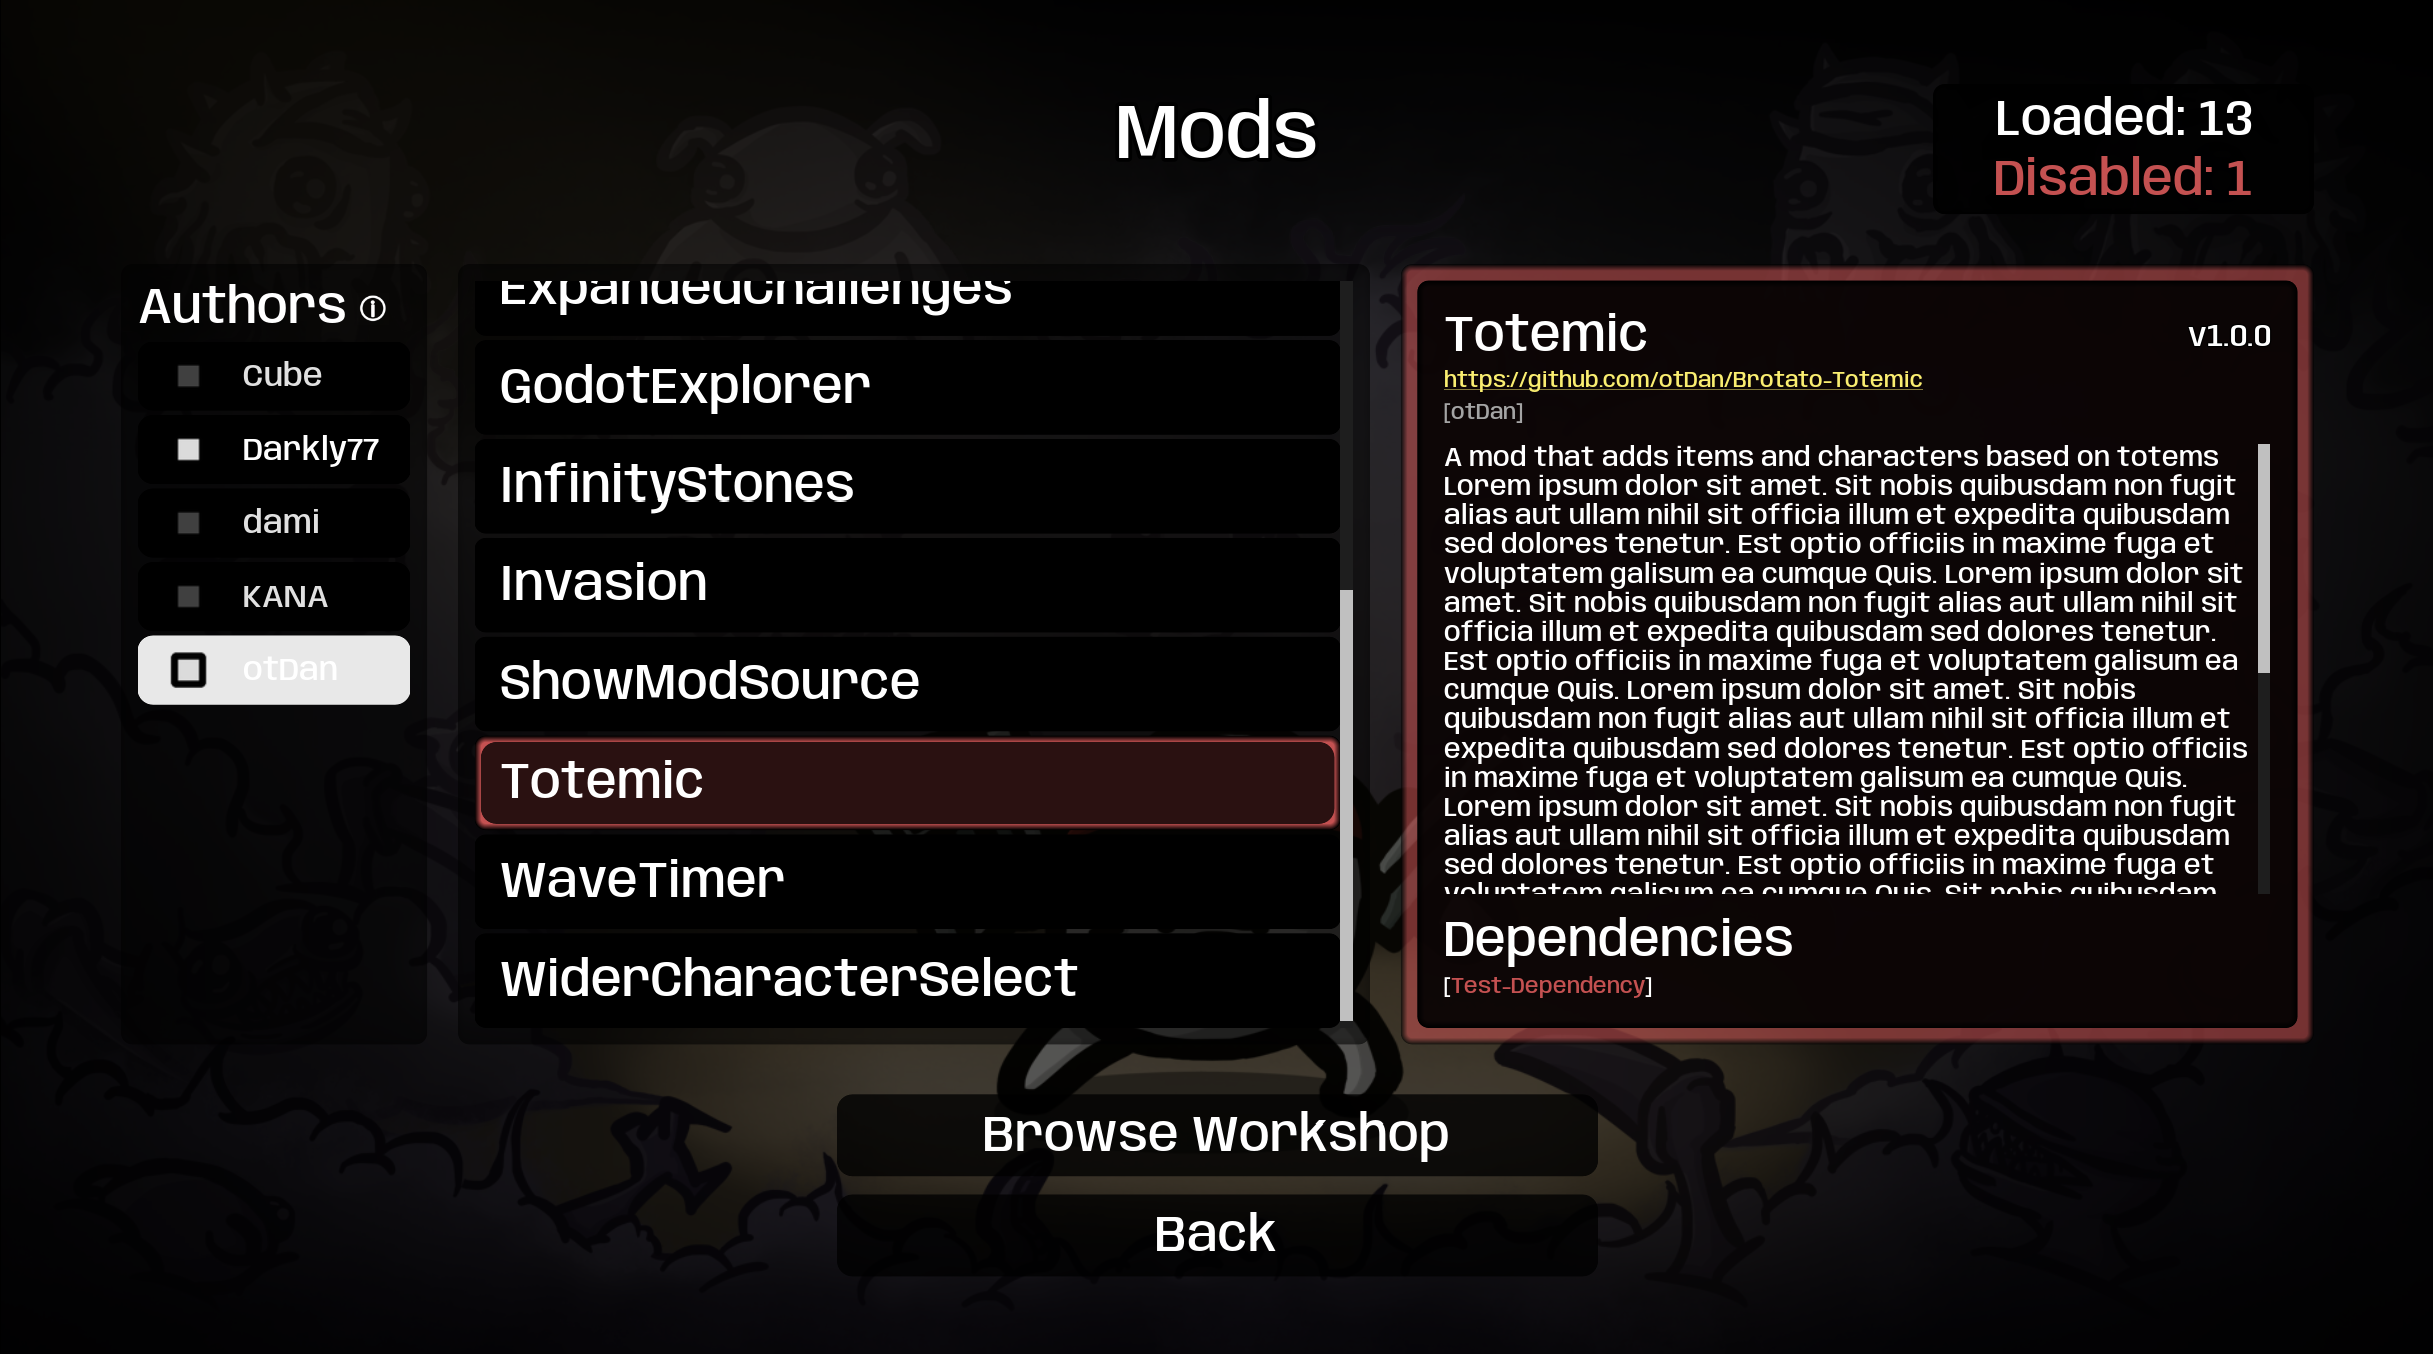 Mods
Loaded: 13
Disabled: 1
Authors
cube
Darkly77
dami
KANA
otDan
ExpandedChallenges
GodotExplorer
InfinityStones
Invasion
ShowModSource
Totemic
WaveTimer
WiderCharacterSelect
Totemic
V1.0.0
https://github.com/otDan/Brotato-Totemic
[otDan]
A mod that adds items and characters based on totems
Lorem ipsum dolor sit amet. Sit nobis quibusdam non fugit
alias aut ullam nihil sit officia illum et expedita quibusdam
sed dolores tenetur. Est optio officiis in maxime fuga et
voluptatem galisum ea cumque Quis. Lorem ipsum dolor sit
amet. Sit nobis quibusdam non fugit alias aut ullam nihil sit
officia illum et expedita quibusdam sed dolores tenetur.
Est optio officiis in maxime fuga et voluptatem galisum ea
cumque Quis. Lorem ipsum dolor sit amet. Sit nobis
quibusdam non fugit alias aut ullam nihil sit officia illum et
expedita quibusdam sed dolores tenetur. Est optio officiis
in maxime fuga et voluptatem galisum ea cumque Quis.
Lorem ipsum dolor sit amet. Sit nobis quibusdam non fugit
alias aut ullam nihil sit officia illum et expedita quibusdam
sed dolores tenetur. Est optio officiis in maxime fuga et
voluptatem galisum ea cumque Quis. Sit nobis quibusdam
Dependencies
[Test-Dependency]
Browse Workshop
Back